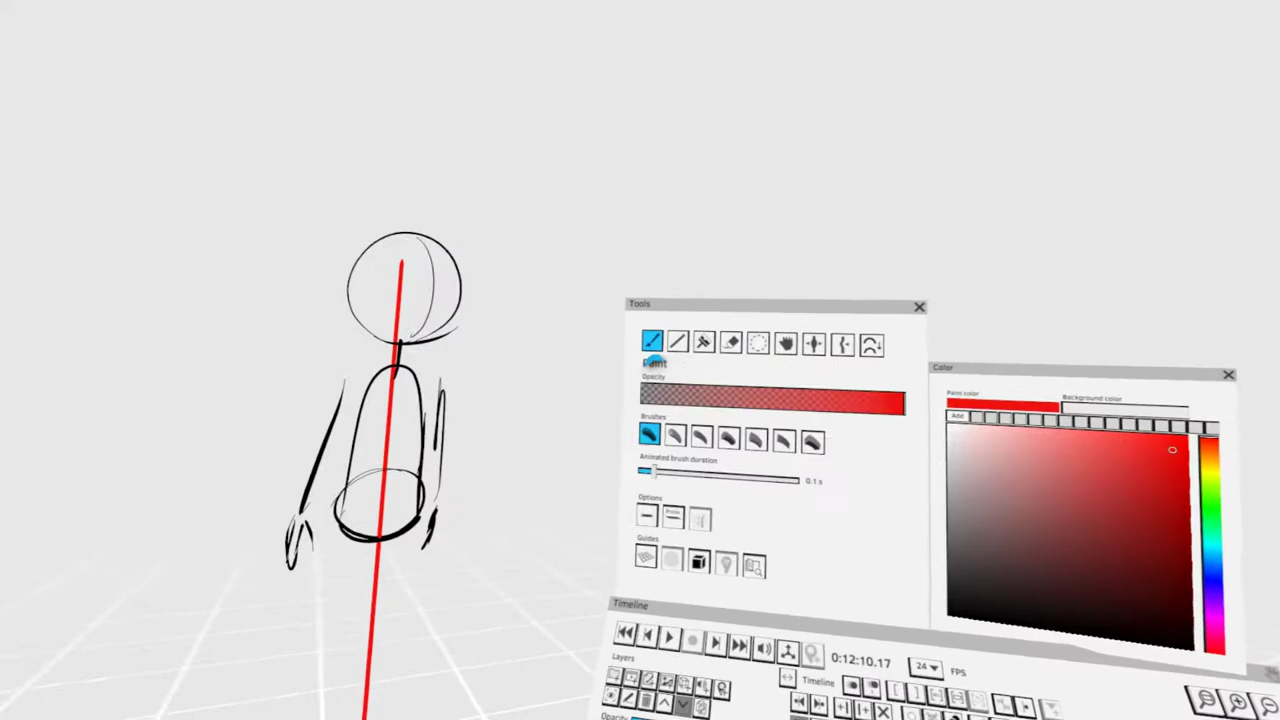 Tools
Paint
Opacity
Brushes
Animated brush duration
0.1 s
Options
Guides
Color
Paint color
Background color
Add
Timeline
0:12:10.17
24
FPS
Layers
Timeline
Opacity